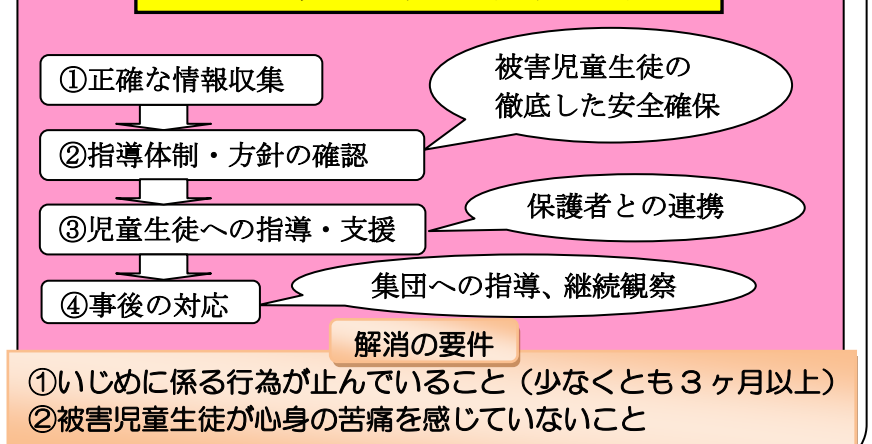 ①正確な情報収集
被害児童生徒の
徹底した安全確保
②指導体制・方針の確認
保護者との連携
③児童生徒への指導・支援
集団への指導、継続観察
④事後の対応
解消の要件
①いじめに係る行為が止んでいること（少なくとも３ヶ月以上）
②被害児童生徒が心身の苦痛を感じていないこと